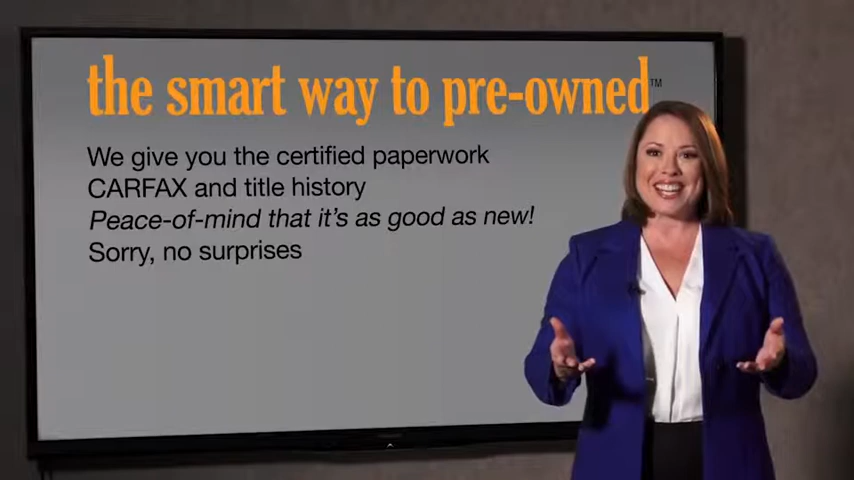 the smart way to pre-owned™
We give you the certified paperwork
CARFAX and title history
Peace-of-mind that it's as good as new!
Sorry, no surprises